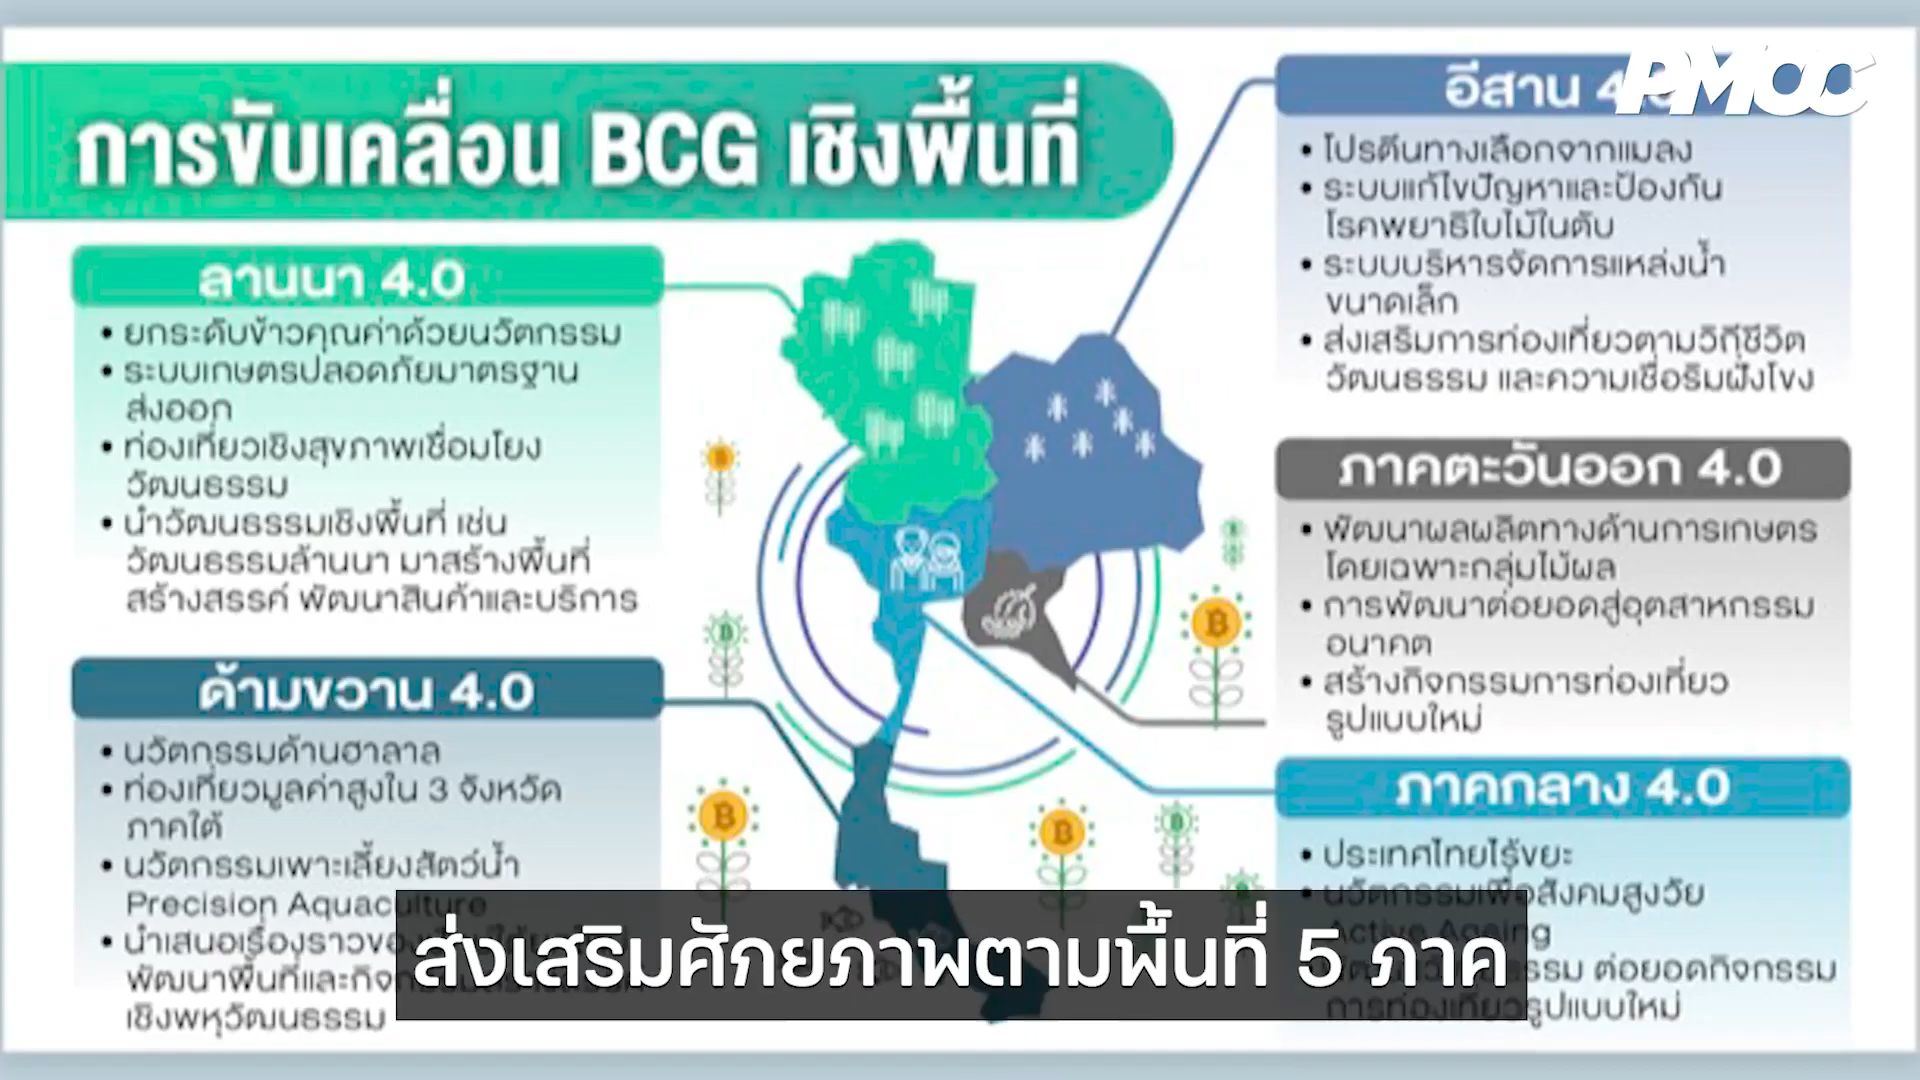 PMOC
การขับเคลื่อน BCG เชิงพื้นที่
ลานนา 4.0
• ยกระดับข้าวคุณค่าด้วยนวัตกรรม
• ระบบเกษตรปลอดภัยมาตรฐาน
ส่งออก
• ท่องเที่ยวเชิงสุขภาพเชื่อมโยง
วัฒนธรรม
• นำวัฒนธรรมเชิงพื้นที่ เช่น
วัฒนธรรมล้านนา มาสร้างพื้นที่
สร้างสรรค์ พัฒนาสินค้าและบริการ
ด้ามขวาน 4.0
• นวัตกรรมด้านฮาลาล
• ท่องเที่ยวมูลค่าสูงใน 3 จังหวัด
ภาคใต้
• นวัตกรรมเพาะเลี้ยงสัตว์น้ำ
Precision Aquaculture
• นำเสนอเรื่องราวของ
พัฒนาพื้นที่และ
เชิงพหุวัฒนธรรม
อีสาน
• โปรตีนทางเลือกจากแมลง
• ระบบแก้ไขปัญหาและป้องกัน
โรคพยาธิใบไม้ในตับ
• ระบบบริหารจัดการแหล่งน้ำ
ขนาดเล็ก
• ส่งเสริมการท่องเที่ยวตามวิถีชีวิต
วัฒนธรรม และความเชื่อริมฝั่งโขง
ภาคตะวันออก 4.0
• พัฒนาผลผลิตทางด้านการเกษตร
โดยเฉพาะกลุ่มไม้ผล
• การพัฒนาต่อยอดสู่อุตสาหกรรม
อนาคต
• สร้างกิจกรรมการท่องเที่ยว
รูปแบบใหม่
ภาคกลาง 4.0
• ประเทศไทยไร้ขยะ
• นวัตกรรมเพื่อสังคมสูงวัย
Active Ageing
ต่อยอดกิจกรรม
การท่องเที่ยวรูปแบบใหม่
ส่งเสริมศักยภาพตามพื้นที่ 5 ภาค